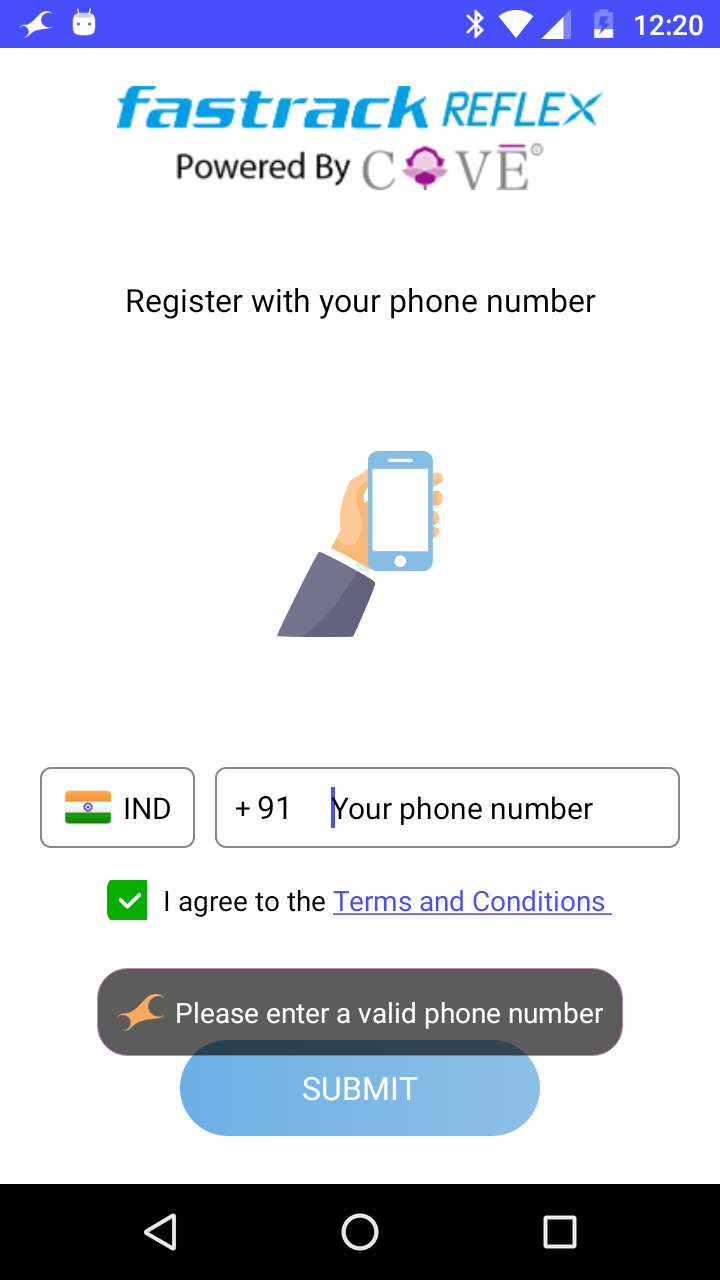 12:20
fastrack REFLEX
Powered By COVĒ®
Register with your phone number
IND +91 Your phone number
I agree to the Terms and Conditions
Please enter a valid phone number
SUBMIT